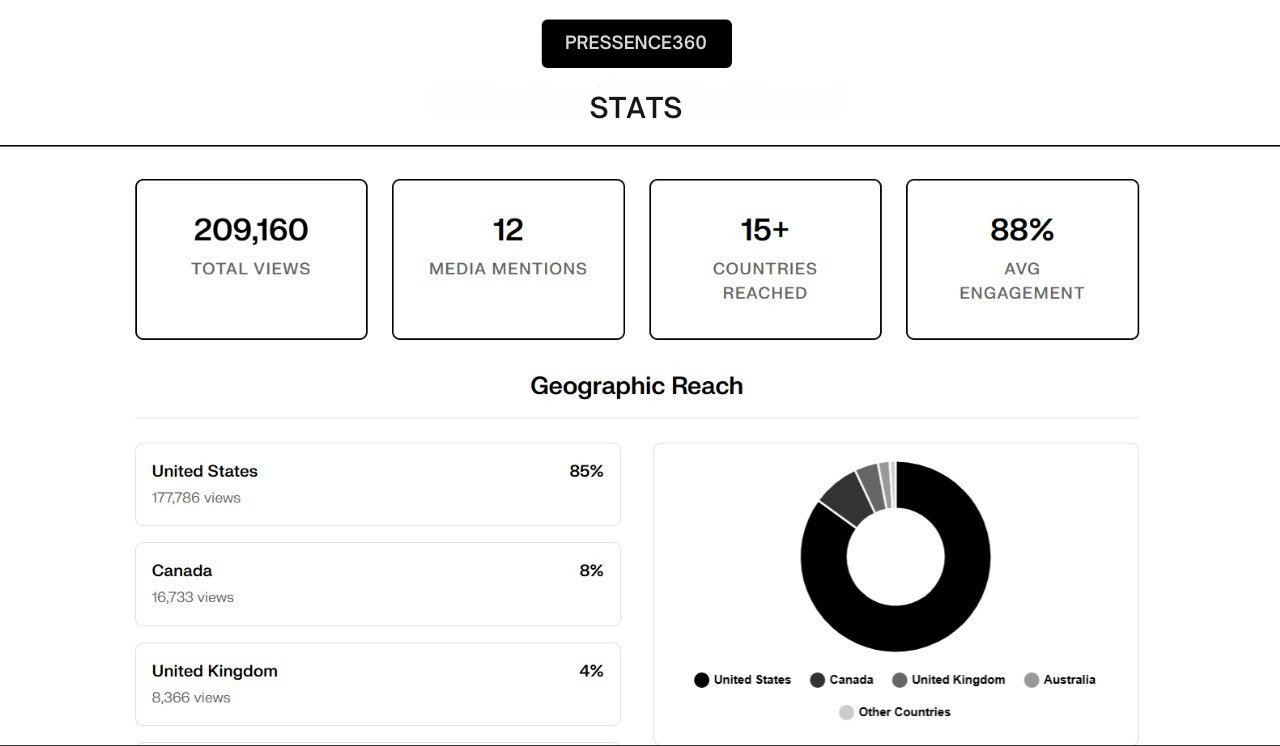 PRESSENCE360
STATS
209,160
TOTAL VIEWS
12
MEDIA MENTIONS
15+
COUNTRIES
REACHED
88%
AVG
ENGAGEMENT
Geographic Reach
United States 85%
177,786 views
Canada 8%
16,733 views
United Kingdom 4%
8,366 views
United States Canada United Kingdom Australia
Other Countries